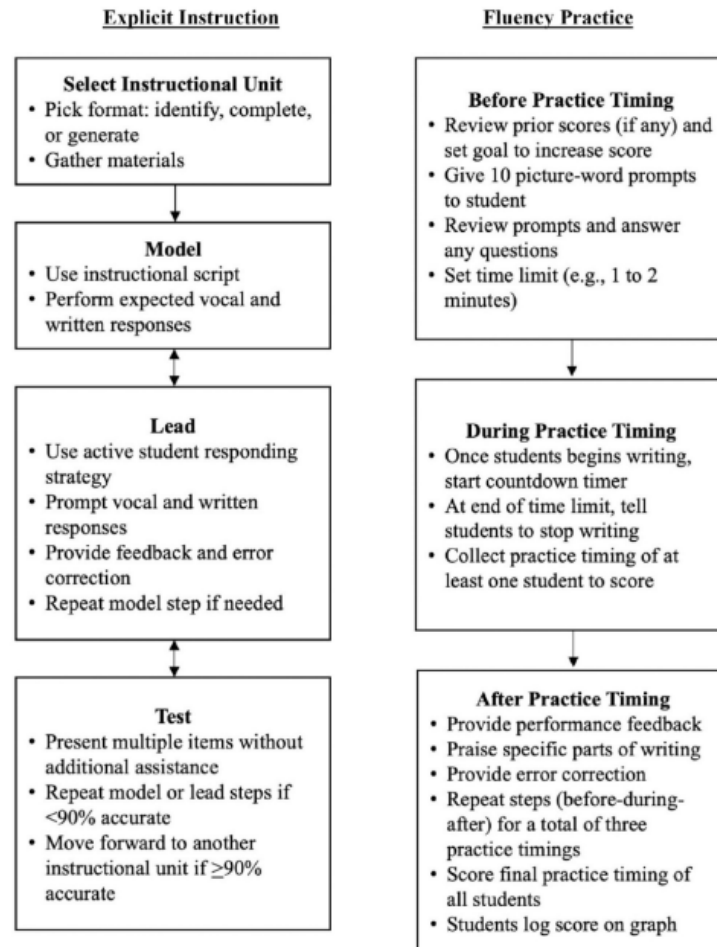 Explicit Instruction
Select Instructional Unit
• Pick format: identify, complete,
or generate
• Gather materials
Model
• Use instructional script
• Perform expected vocal and
written responses
Lead
• Use active student responding
strategy
• Prompt vocal and written
responses
• Provide feedback and error
correction
• Repeat model step if needed
Test
• Present multiple items without
additional assistance
• Repeat model or lead steps if
<90% accurate
• Move forward to another
instructional unit if ≥90%
accurate
Fluency Practice
Before Practice Timing
• Review prior scores (if any) and
set goal to increase score
• Give 10 picture-word prompts
to student
• Review prompts and answer
any questions
• Set time limit (e.g., 1 to 2
minutes)
During Practice Timing
• Once students begins writing,
start countdown timer
• At end of time limit, tell
students to stop writing
• Collect practice timing of at
least one student to score
After Practice Timing
• Provide performance feedback
• Praise specific parts of writing
• Provide error correction
• Repeat steps (before-during-
after) for a total of three
practice timings
• Score final practice timing of
all students
• Students log score on graph